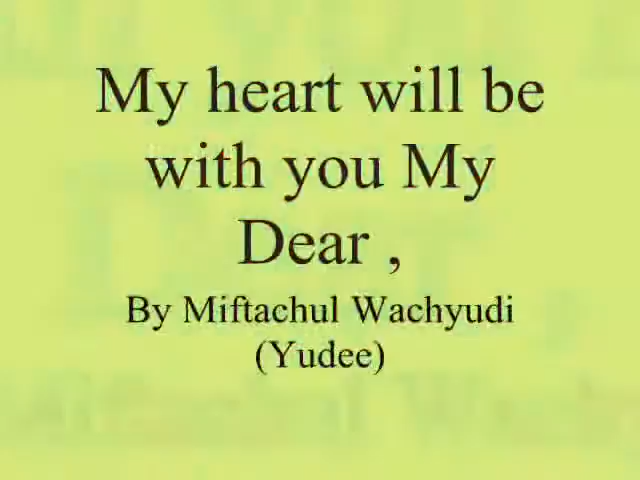 My heart will be
with you My
Dear ,
By Miftachul Wachyudi
(Yudee)